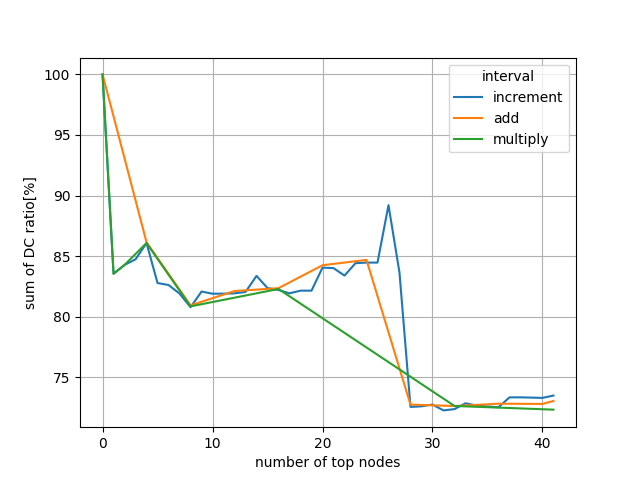 interval
increment
add
multiply
sum of DC ratio[%]
100
95
90
85
80
75
0
10
20
30
40
number of top nodes